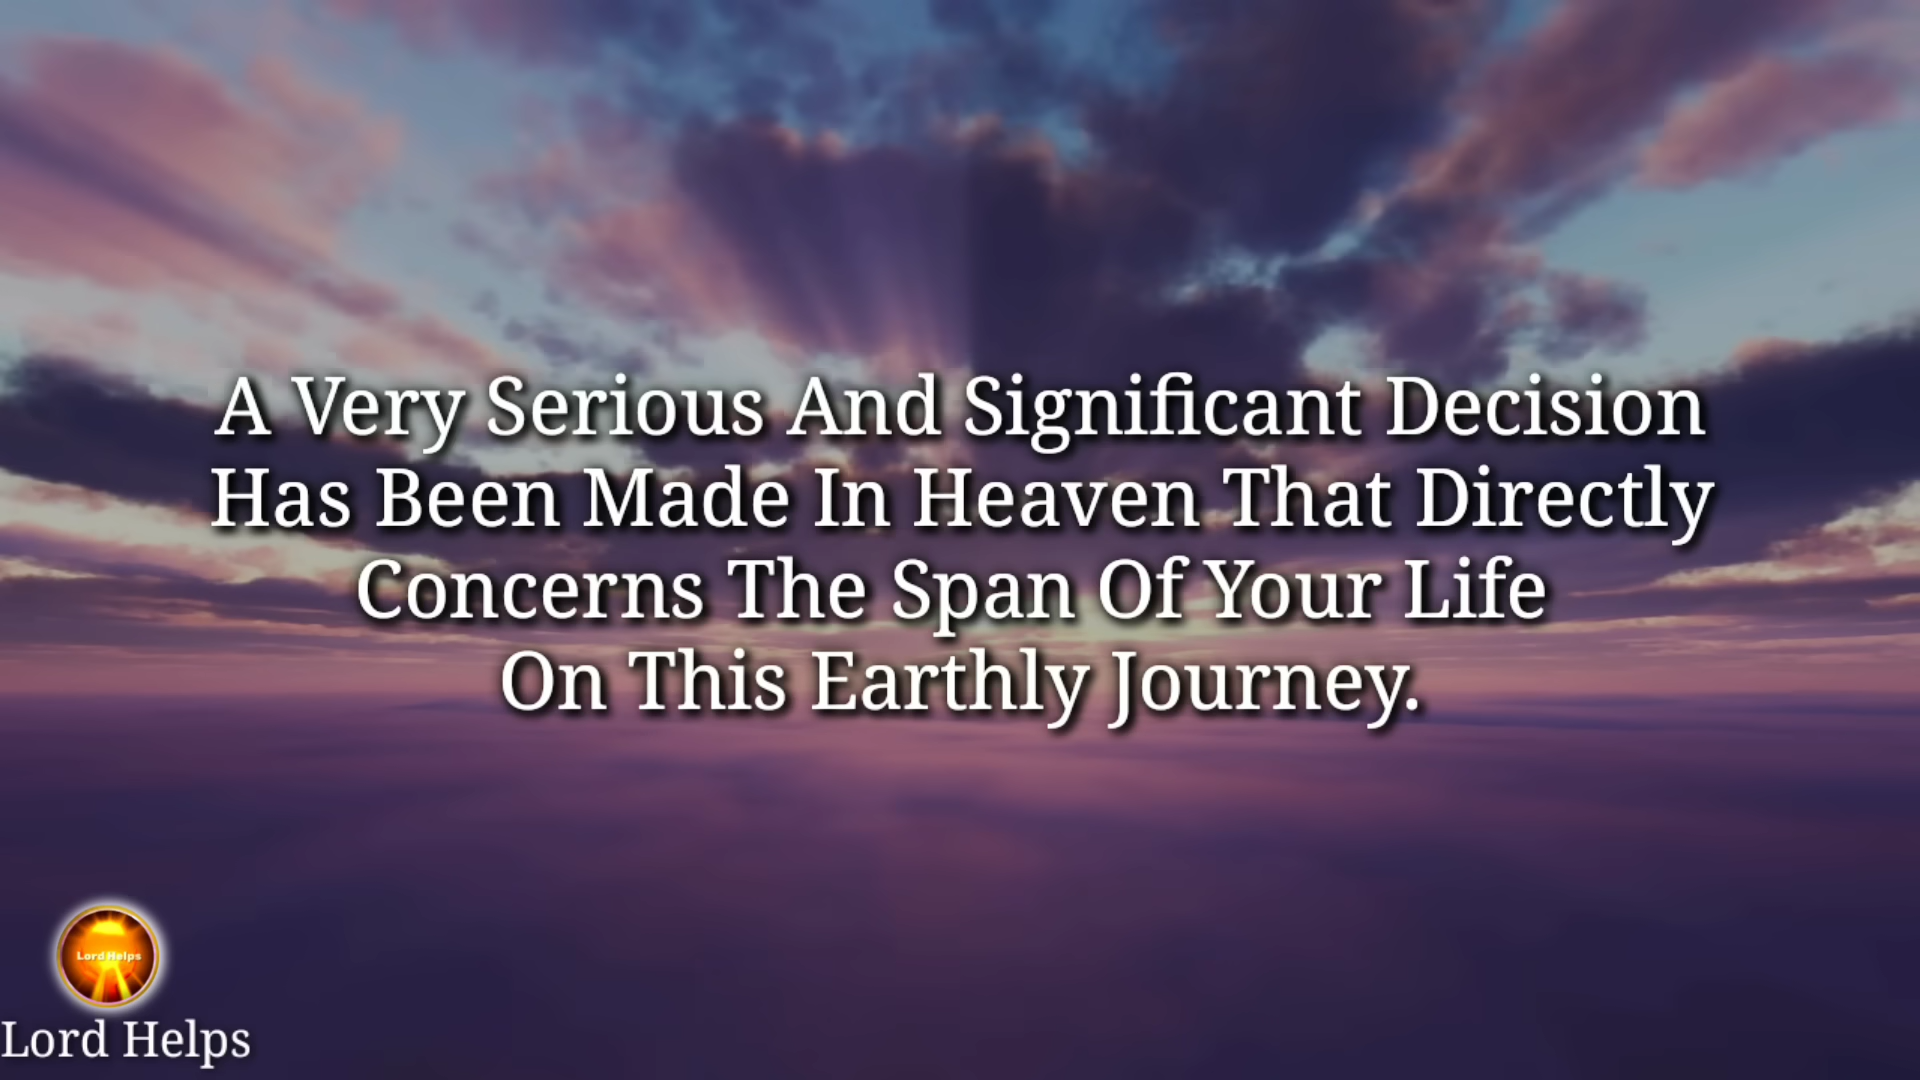 A Very Serious And Significant Decision
Has Been Made In Heaven That Directly
Concerns The Span Of Your Life
On This Earthly Journey.
Lord Helps
Lord Helps